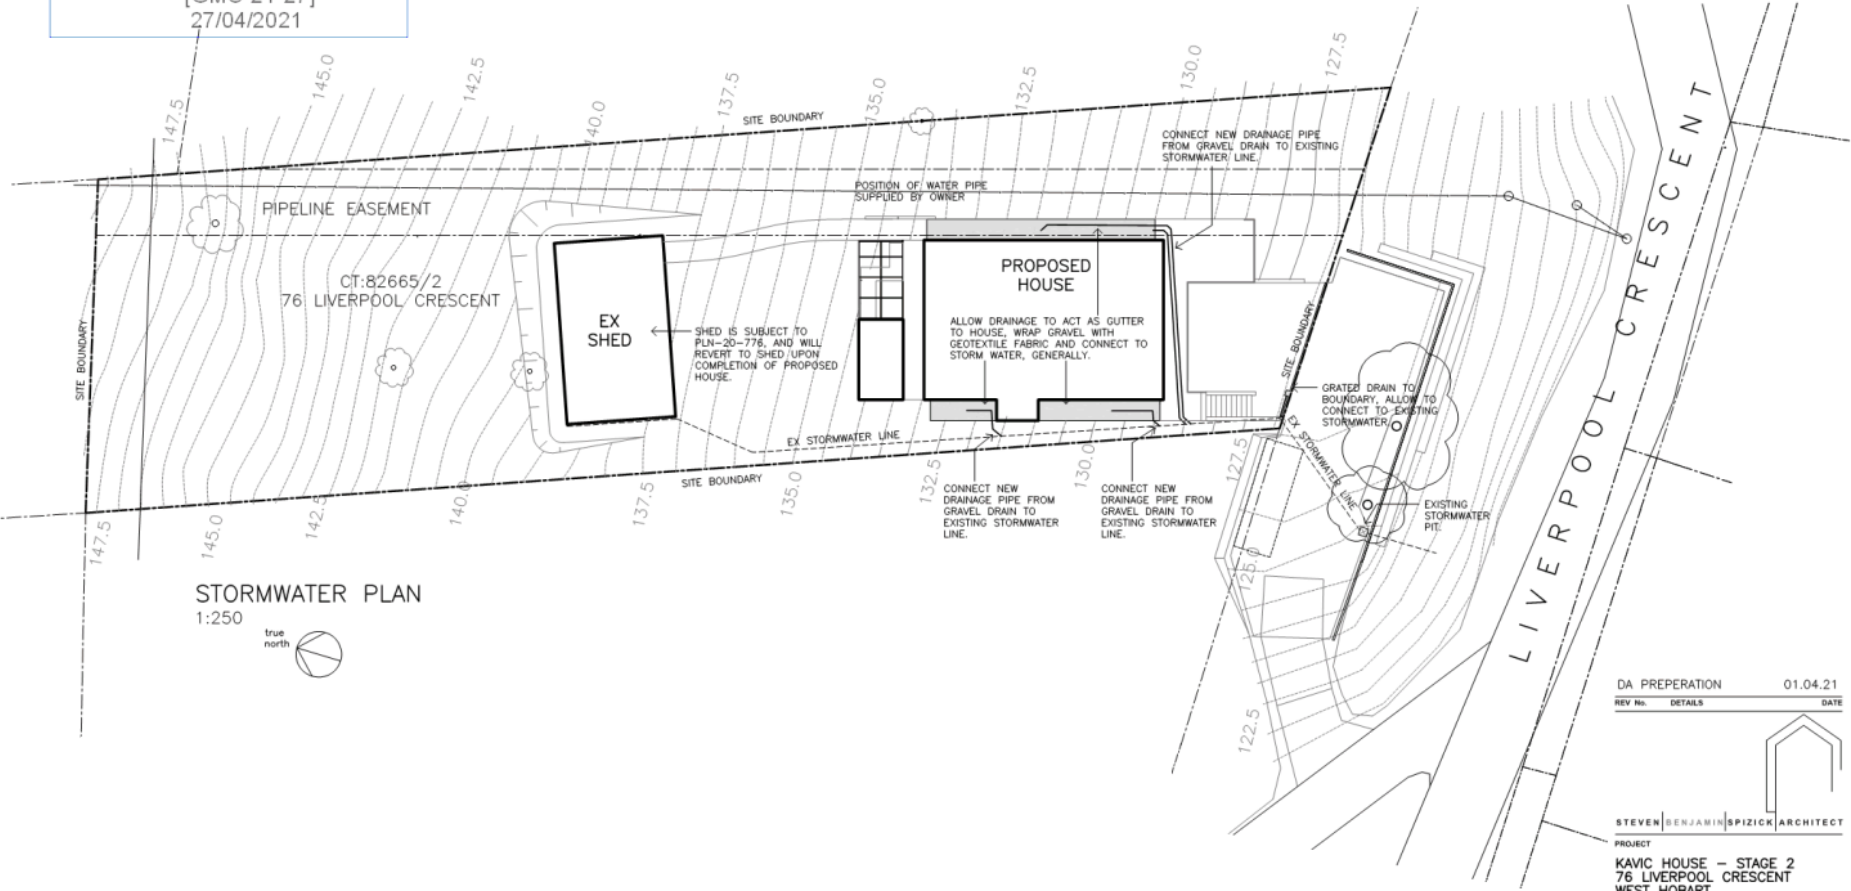 27/04/2021
147.5
145.0
142.5
140.0
137.5
135.0
132.5
130.0
127.5
SITE BOUNDARY
CONNECT NEW DRAINAGE PIPE
FROM GRAVEL DRAIN TO EXISTING
STORMWATER LINE.
POSITION OF WATER PIPE
SUPPLIED BY OWNER
PIPELINE EASEMENT
CT:82665/2
76 LIVERPOOL CRESCENT
EX
SHED
SHED IS SUBJECT TO
PLN-20-776, AND WILL
REVERT TO SHED UPON
COMPLETION OF PROPOSED
HOUSE.
PROPOSED
HOUSE
ALLOW DRAINAGE TO ACT AS GUTTER
TO HOUSE, WRAP GRAVEL WITH
GEOTEXTILE FABRIC AND CONNECT TO
STORM WATER, GENERALLY.
SITE BOUNDARY
SITE BOUNDARY
GRATED DRAIN TO
BOUNDARY, ALLOW TO
CONNECT TO EXISTING
STORMWATER.
EX STORMWATER LINE
EX STORMWATER LINE
SITE BOUNDARY
CONNECT NEW
DRAINAGE PIPE FROM
GRAVEL DRAIN TO
EXISTING STORMWATER
LINE.
CONNECT NEW
DRAINAGE PIPE FROM
GRAVEL DRAIN TO
EXISTING STORMWATER
LINE.
EXISTING
STORMWATER
PIT.
147.5
145.0
142.5
140.0
137.5
135.0
132.5
130.0
127.5
125.0
122.5
LIVERPOOL CRESCENT
STORMWATER PLAN
1:250
true
north
DA PREPERATION 01.04.21
REV No. DETAILS DATE
STEVEN BENJAMIN SPIZICK ARCHITECT
PROJECT
KAVIC HOUSE - STAGE 2
76 LIVERPOOL CRESCENT
WEST HOBART